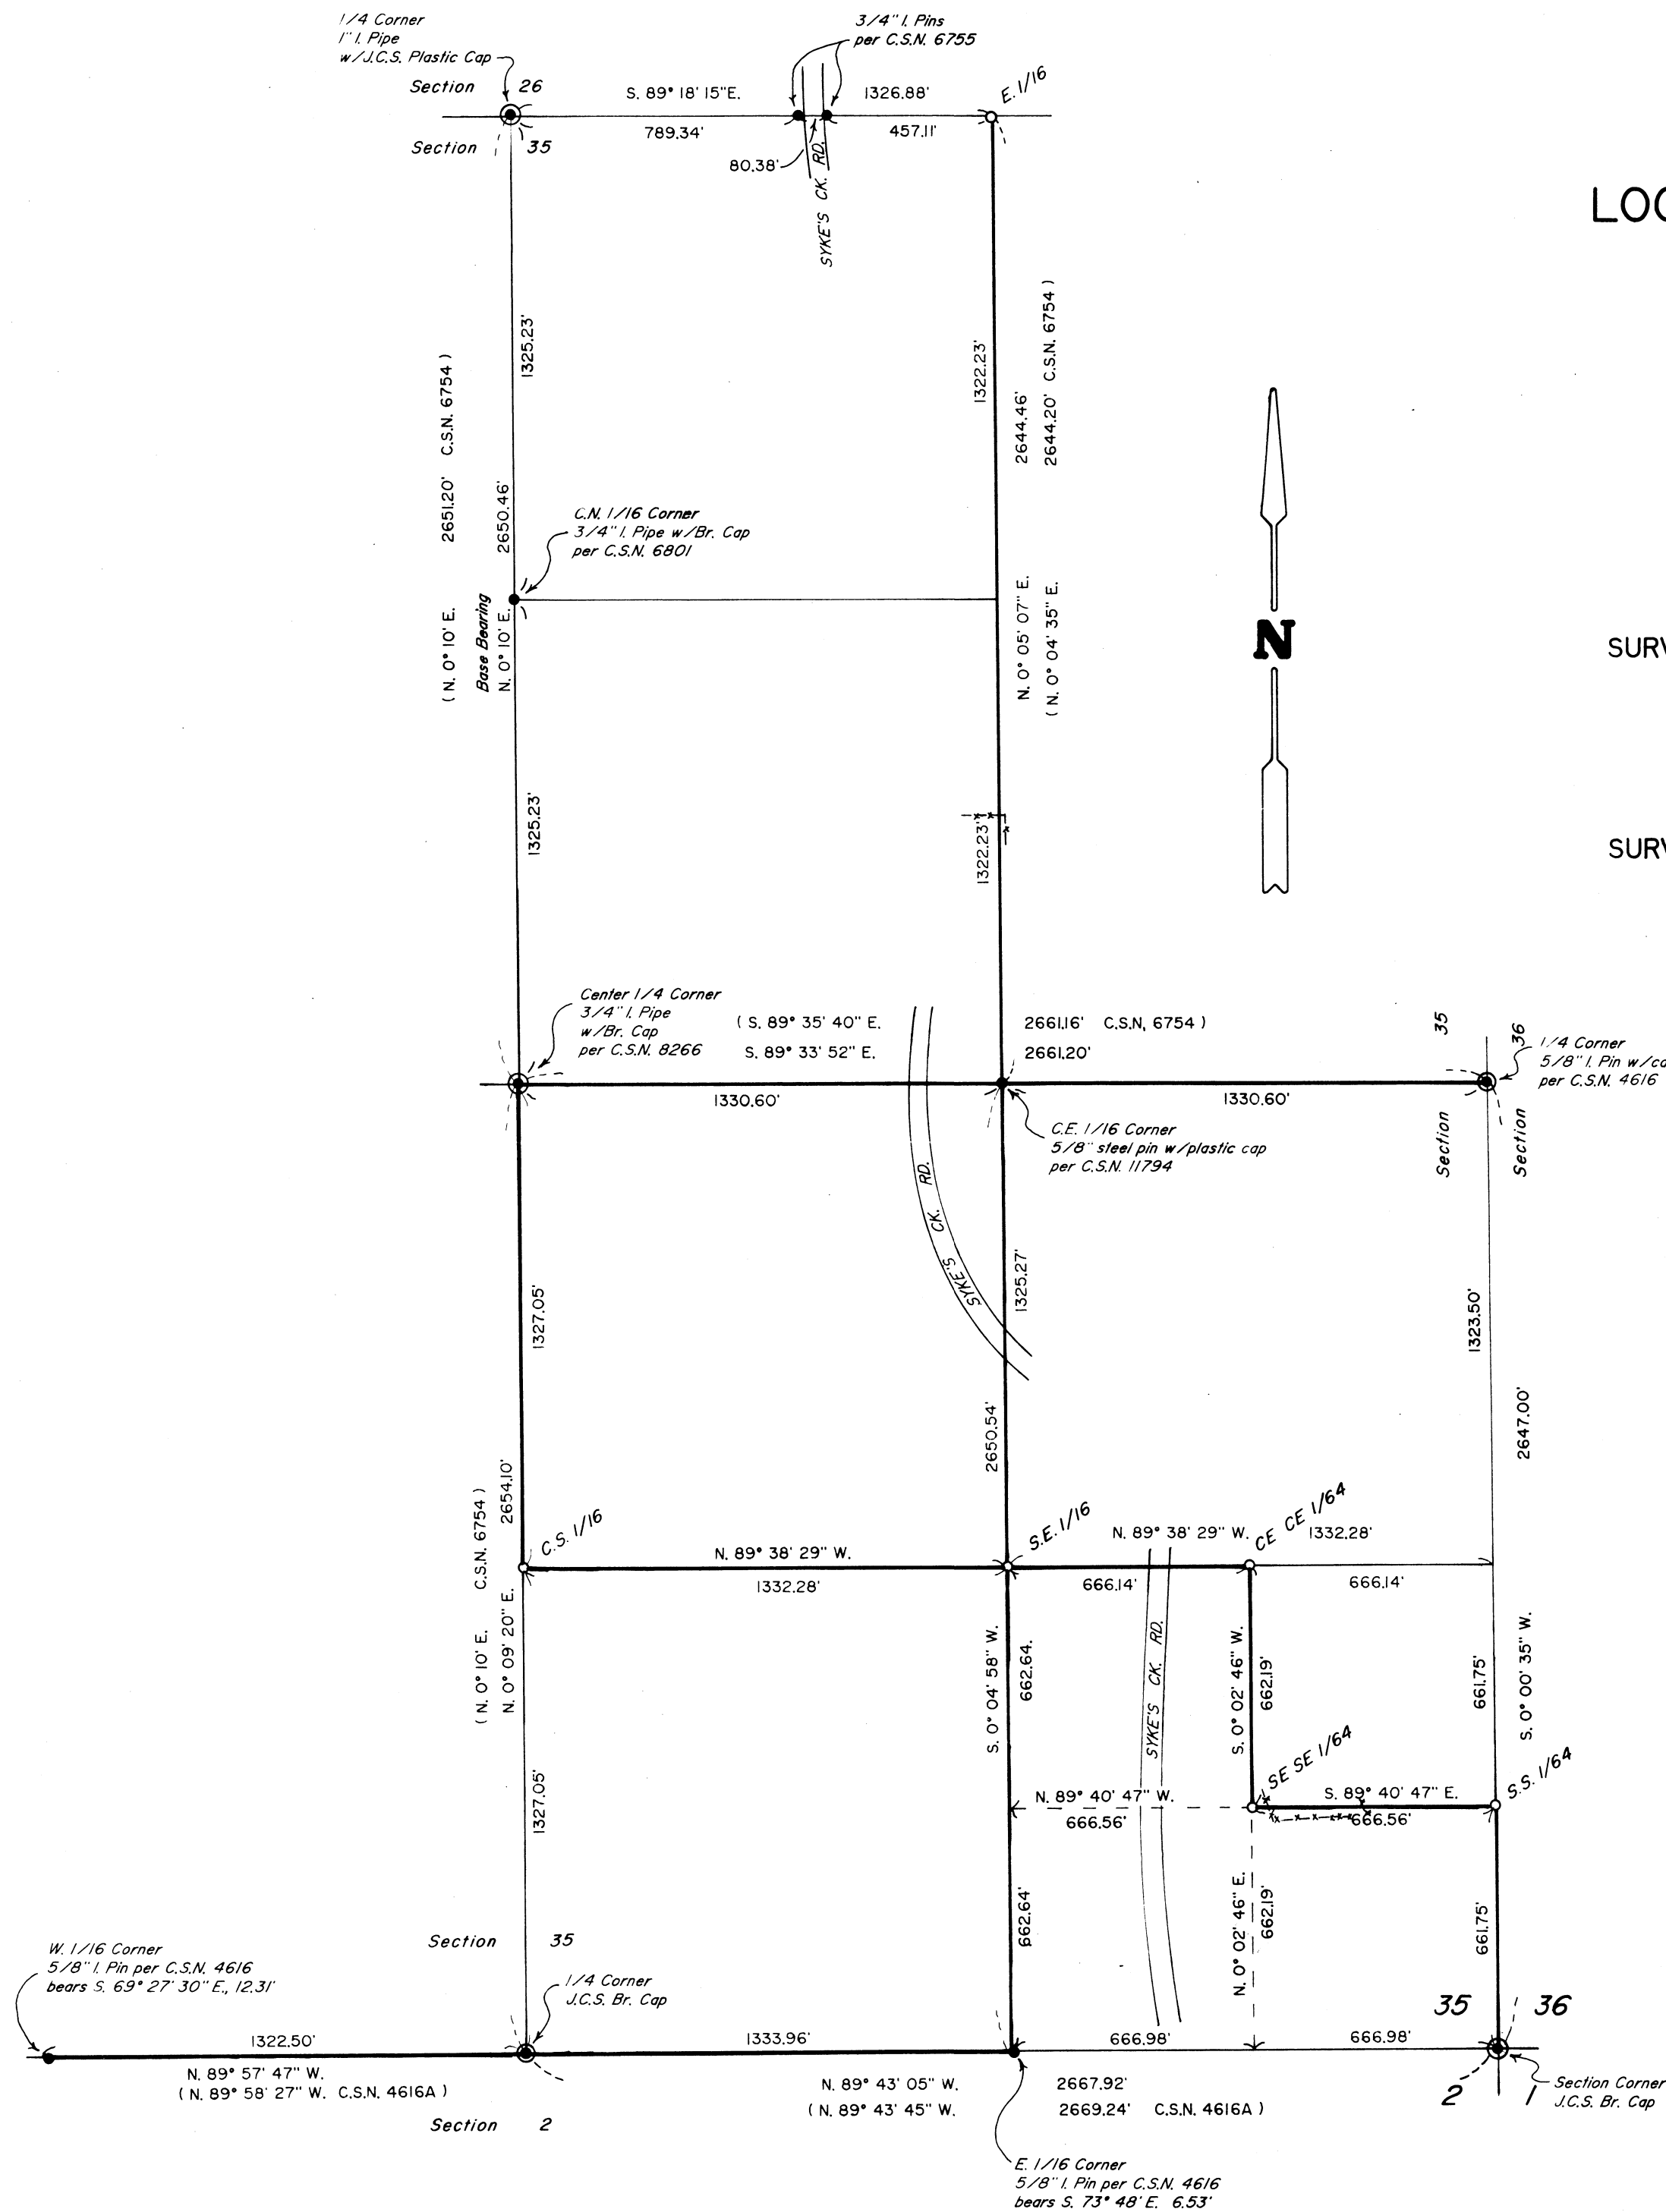 1/4 Corner
1" I. Pipe
w/J.C.S. Plastic Cap
3/4" I. Pins
per C.S.N. 6755
E. 1/16
Section 26
S. 89° 18' 15"E. 1326.88'
789.34' 457.11'
Section 35
80.38'
SYKE'S CK. RD.
LOC
1325.23'
1322.23'
2651.20' C.S.N. 6754 )
( N. 0° 10' E.
2650.46'
Base Bearing
N. 0° 10' E.
2644.46'
2644.20' C.S.N. 6754 )
N. 0° 05' 07" E.
( N. 0° 04' 35" E.
C.N. 1/16 Corner
3/4" I. Pipe w/Br. Cap
per C.S.N. 6801
N
SURV
1325.23'
1322.23'
SURV
Center 1/4 Corner
3/4" I. Pipe
w/Br. Cap
per C.S.N. 8266
( S. 89° 35' 40" E. 2661.16' C.S.N, 6754 )
S. 89° 33' 52" E. 2661.20'
35
36
1/4 Corner
5/8" I. Pin w/ca
per C.S.N. 4616
1330.60' 1330.60'
C.E. 1/16 Corner
5/8" steel pin w/plastic cap
per C.S.N. 11794
Section
Section
SYKE'S CK. RD.
1327.05'
1325.27'
1323.50'
2650.54'
2647.00'
C.S.N. 6754 )
2654.10'
( N. 0° 10' E.
N. 0° 09' 20" E.
C.S. 1/16
S.E. 1/16
CE CE 1/64
N. 89° 38' 29" W.
1332.28'
N. 89° 38' 29" W. 1332.28'
666.14' 666.14'
S. 0° 04' 58" W.
662.64.
SYKE'S CK. RD.
S. 0° 02' 46" W.
662.19'
661.75'
S. 0° 00' 35" W.
SE SE 1/64
S.S. 1/64
N. 89° 40' 47" W.
666.56'
S. 89° 40' 47" E.
666.56'
1327.05'
662.64'
N. 0° 02' 46" E.
662.19'
661.75'
Section 35
W. 1/16 Corner
5/8" I. Pin per C.S.N. 4616
bears S. 69° 27' 30" E., 12.31'
1/4 Corner
J.C.S. Br. Cap
35 36
1322.50' 1333.96' 666.98' 666.98'
N. 89° 57' 47" W.
( N. 89° 58' 27" W. C.S.N. 4616A )
N. 89° 43' 05" W. 2667.92'
( N. 89° 43' 45" W. 2669.24' C.S.N. 4616A )
2 1
Section Corner
J.C.S. Br. Cap
Section 2
E. 1/16 Corner
5/8" I. Pin per C.S.N. 4616
bears S. 73° 48' E. 6.53'